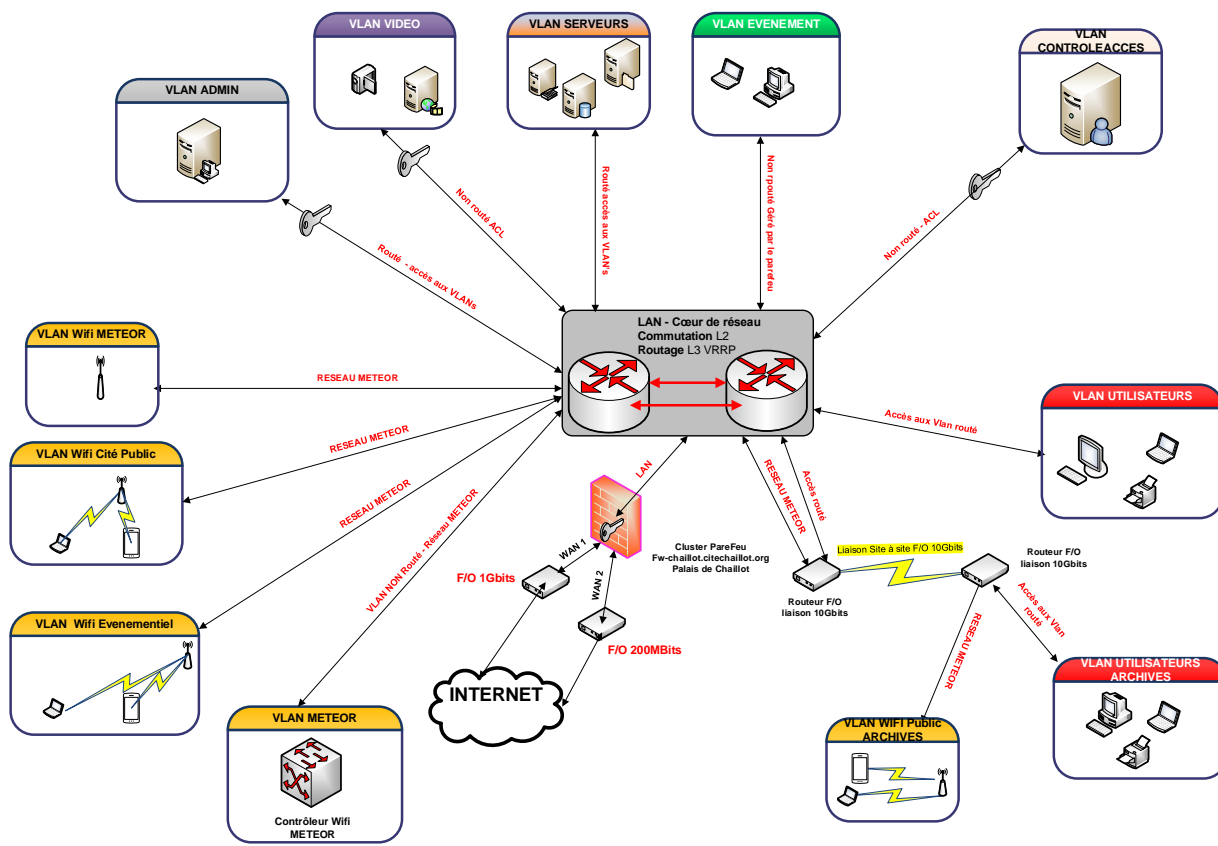 VLAN VIDÉO
VLAN SERVEURS
VLAN EVENEMENT
VLAN
CONTROLEACCES
VLAN ADMIN
Non routé ACL
Routé accès aux VLAN's
Non rpouté Géré par le parefeu
Non routé - ACL
Routé - accès aux VLANs
LAN - Cœur de réseau
Commutation L2
Routage L3 VRRP
VLAN Wifi METEOR
RESEAU METEOR
VLAN UTILISATEURS
Accès aux Vlan routé
VLAN Wifi Cité Public
RESEAU METEOR
RESEAU METEOR
VLAN NON Routé - Réseau METEOR
LAN
RESEAU METEOR
Accès routé
WAN 1
WAN 2
Cluster PareFeu
Fw-chaillot.citechaillot.org
Palais de Chaillot
Liaison Site à site F/O 10Gbits
Routeur F/O
liaison 10Gbits
F/O 1Gbits
Routeur F/O
liaison 10Gbits
VLAN Wifi Evenementiel
F/O 200MBits
RESEAU METEOR
Accès aux Vlan
routé
INTERNET
VLAN UTILISATEURS
ARCHIVES
VLAN METEOR
VLAN WIFI Public
ARCHIVES
Contrôleur Wifi
METEOR